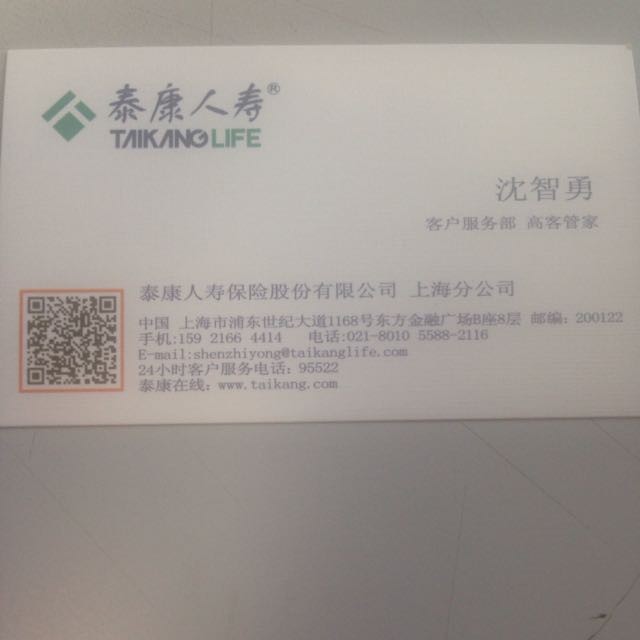 泰康人寿®
TAIKANG LIFE
沈智勇
客户服务部 高客管家
泰康人寿保险股份有限公司 上海分公司
中国 上海市浦东世纪大道1168号东方金融广场B座8层 邮编: 200122
手机:159 2166 4414 电话:021-8010 5588-2116
E-mail:shenzhiyong@taikanglife.com
24小时客户服务电话: 95522
泰康在线: www.taikang.com